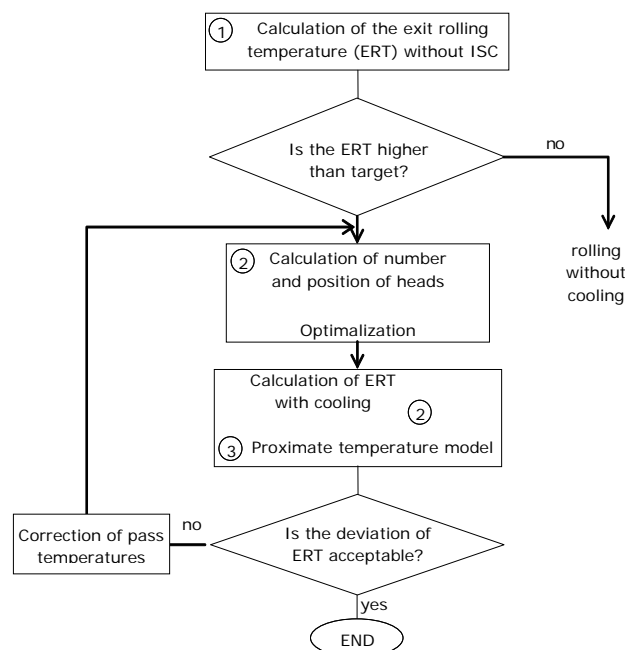 1 Calculation of the exit rolling
temperature (ERT) without ISC
Is the ERT higher
than target?
no
rolling
without
cooling
2 Calculation of number
and position of heads
Optimalization
Calculation of ERT
with cooling
2
3 Proximate temperature model
Is the deviation of
ERT acceptable?
no
Correction of pass
temperatures
yes
END